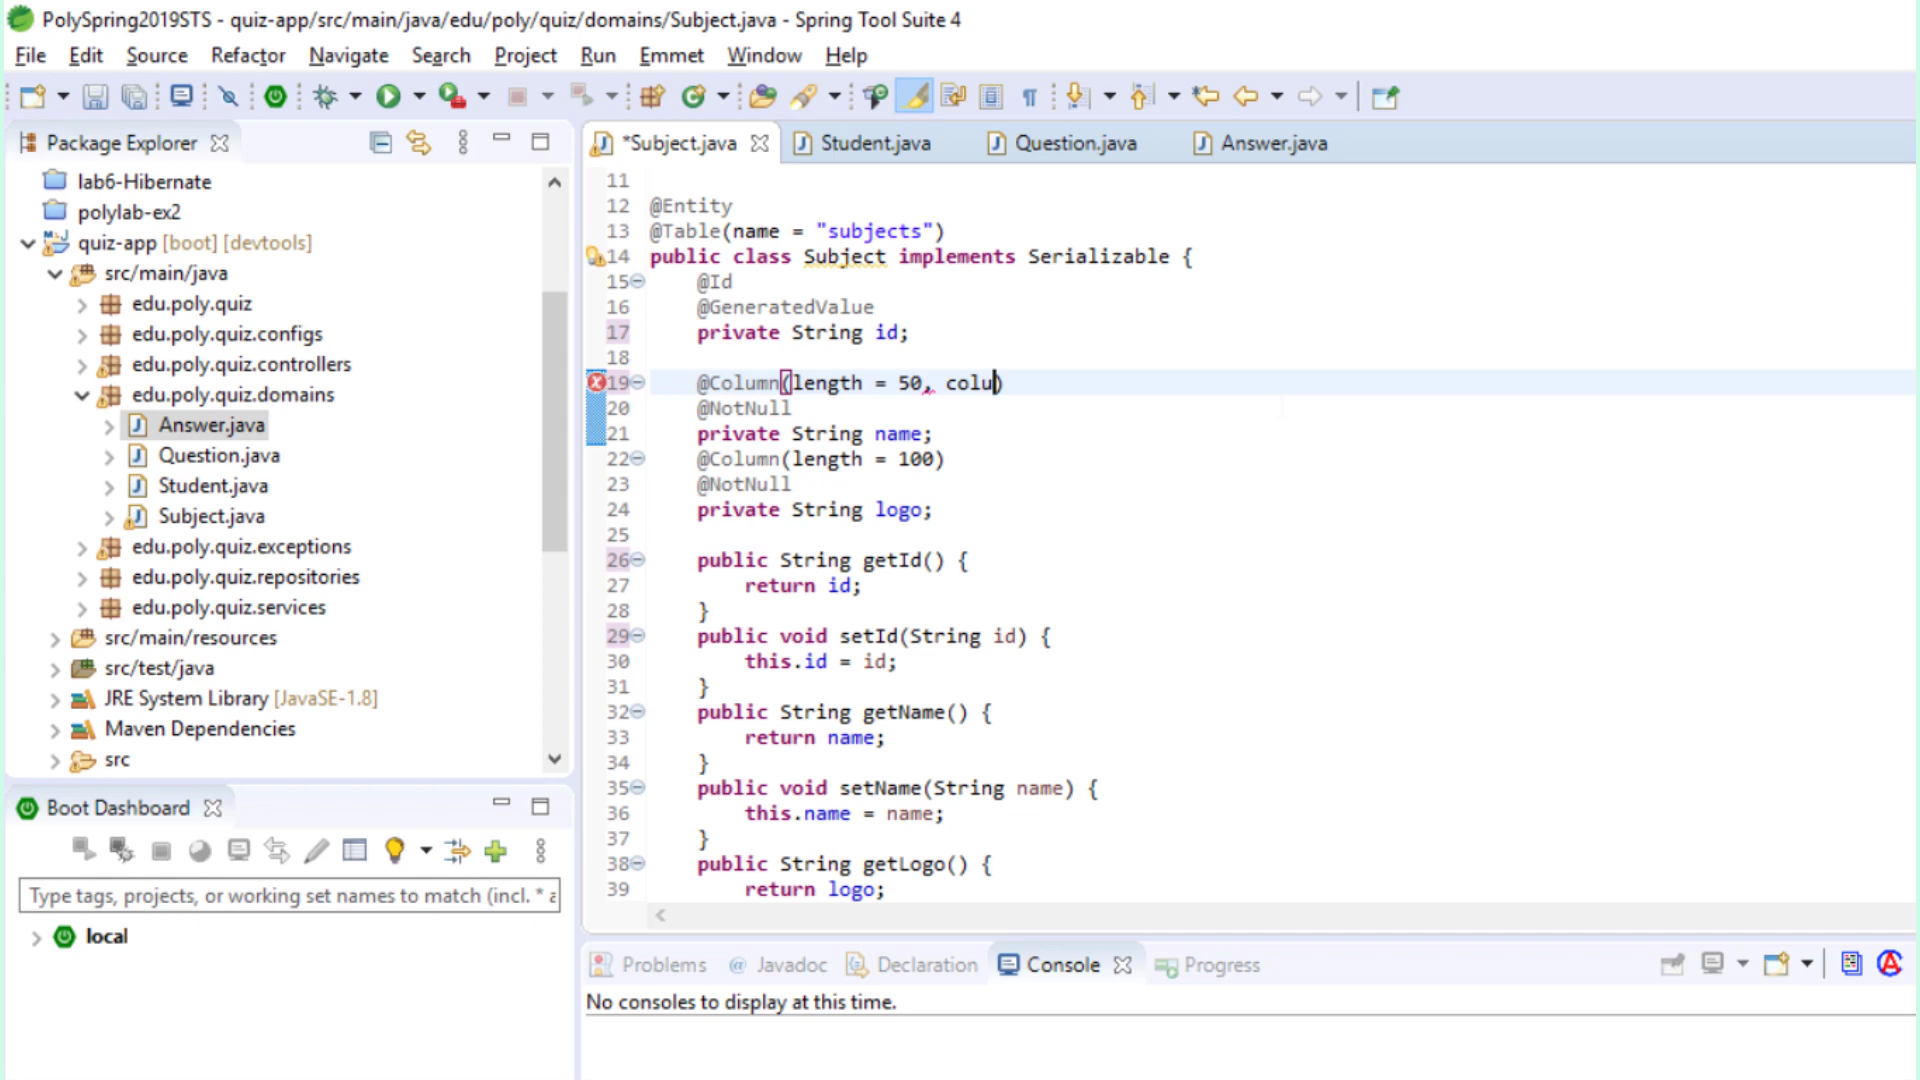 PolySpring2019STS - quiz-app/src/main/java/edu/poly/quiz/domains/Subject.java - Spring Tool Suite 4
File Edit Source Refactor Navigate Search Project Run Emmet Window Help
Package Explorer
lab6-Hibernate
polylab-ex2
quiz-app [boot] [devtools]
src/main/java
edu.poly.quiz
edu.poly.quiz.configs
edu.poly.quiz.controllers
edu.poly.quiz.domains
Answer.java
Question.java
Student.java
Subject.java
edu.poly.quiz.exceptions
edu.poly.quiz.repositories
edu.poly.quiz.services
src/main/resources
src/test/java
JRE System Library [JavaSE-1.8]
Maven Dependencies
src
Boot Dashboard
Type tags, projects, or working set names to match (incl. * a
local
*Subject.java Student.java Question.java Answer.java
11
12 @Entity
13 @Table(name = "subjects")
14 public class Subject implements Serializable {
15 @Id
16 @GeneratedValue
17 private String id;
18
19 @Column(length = 50, colu)
20 @NotNull
21 private String name;
22 @Column(length = 100)
23 @NotNull
24 private String logo;
25
26 public String getId() {
27 return id;
28 }
29 public void setId(String id) {
30 this.id = id;
31 }
32 public String getName() {
33 return name;
34 }
35 public void setName(String name) {
36 this.name = name;
37 }
38 public String getLogo() {
39 return logo;
Problems Javadoc Declaration Console Progress
No consoles to display at this time.